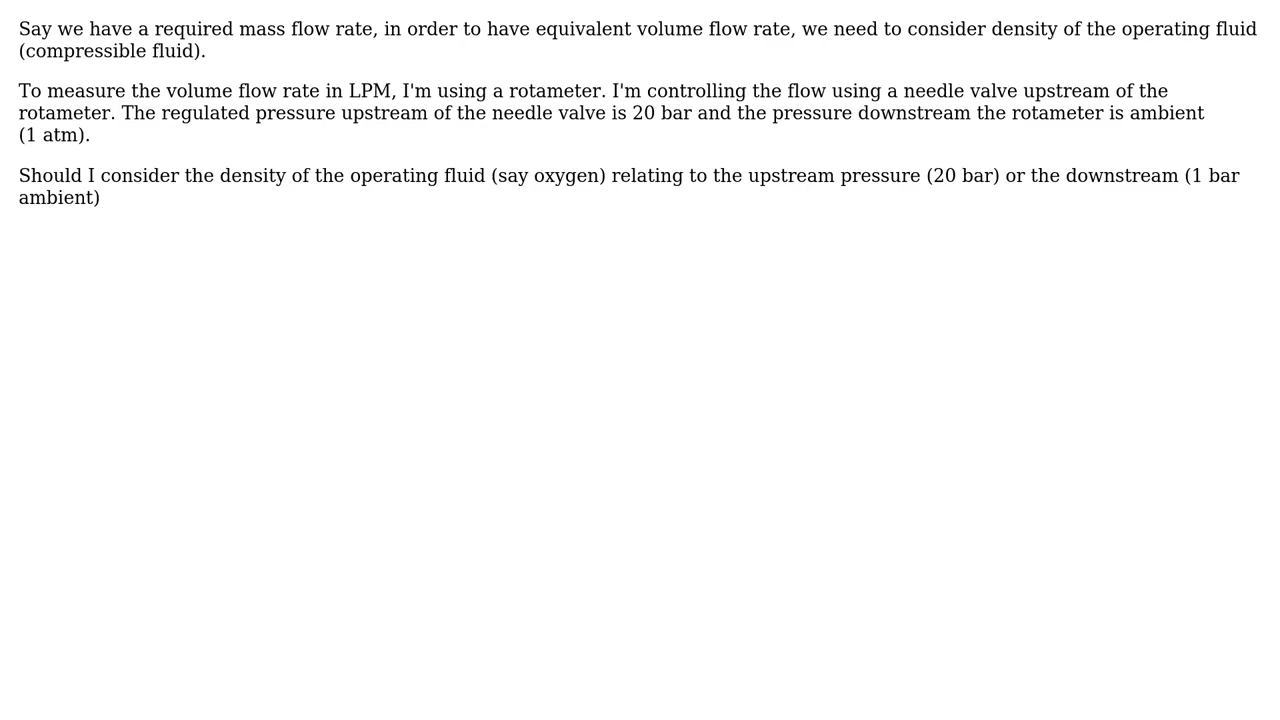 Say we have a required mass flow rate, in order to have equivalent volume flow rate, we need to consider density of the operating fluid
(compressible fluid).
To measure the volume flow rate in LPM, I'm using a rotameter. I'm controlling the flow using a needle valve upstream of the
rotameter. The regulated pressure upstream of the needle valve is 20 bar and the pressure downstream the rotameter is ambient
(1 atm).
Should I consider the density of the operating fluid (say oxygen) relating to the upstream pressure (20 bar) or the downstream (1 bar
ambient)